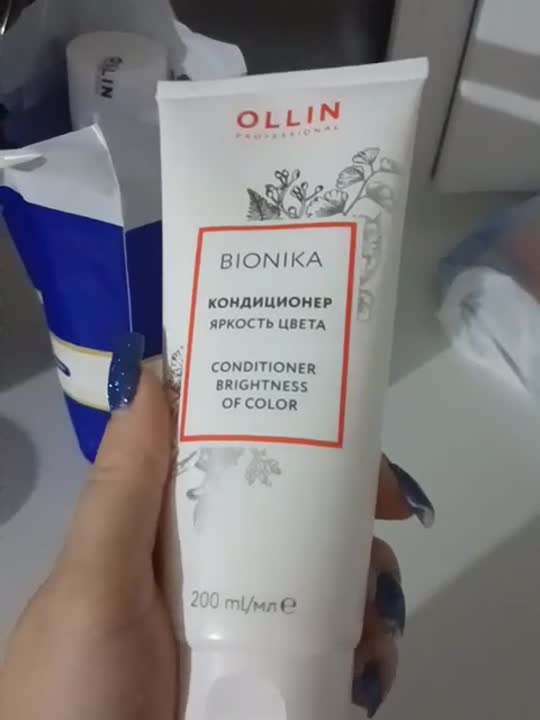 OLLIN
PROFESSIONAL
BIONIKA
КОНДИЦИОНЕР
ЯРКОСТЬ ЦВЕТА
CONDITIONER
BRIGHTNESS
OF COLOR
200 ml/мл e